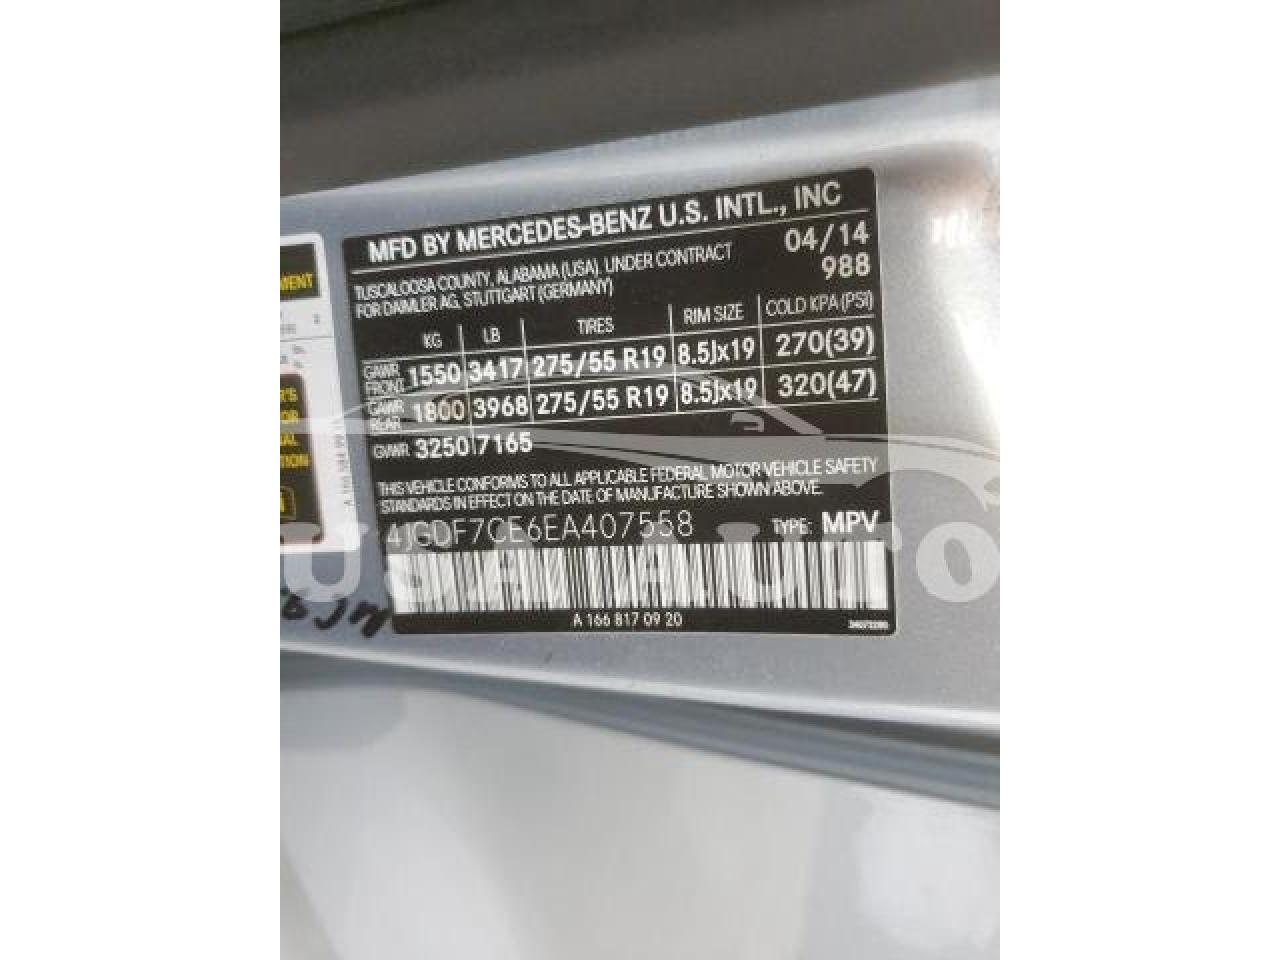 MFD BY MERCEDES-BENZ U.S. INTL., INC
TUSCALOOSA COUNTY, ALABAMA (USA) UNDER CONTRACT
FOR DAIMLER AG, STUTTGART (GERMANY)
04/14
988
KG LB TIRES RIM SIZE COLD KPA (PSI)
GAWR FRONT 1550 3417 275/55 R19 8.5Jx19 270(39)
GAWR REAR 1800 3968 275/55 R19 8.5Jx19 320(47)
GVWR 3250 7165
THIS VEHICLE CONFORMS TO ALL APPLICABLE FEDERAL MOTOR VEHICLE SAFETY
STANDARDS IN EFFECT ON THE DATE OF MANUFACTURE SHOWN ABOVE.
4JGDF7CE6EA407558 TYPE: MPV
A 166 817 09 20
USA AUTO